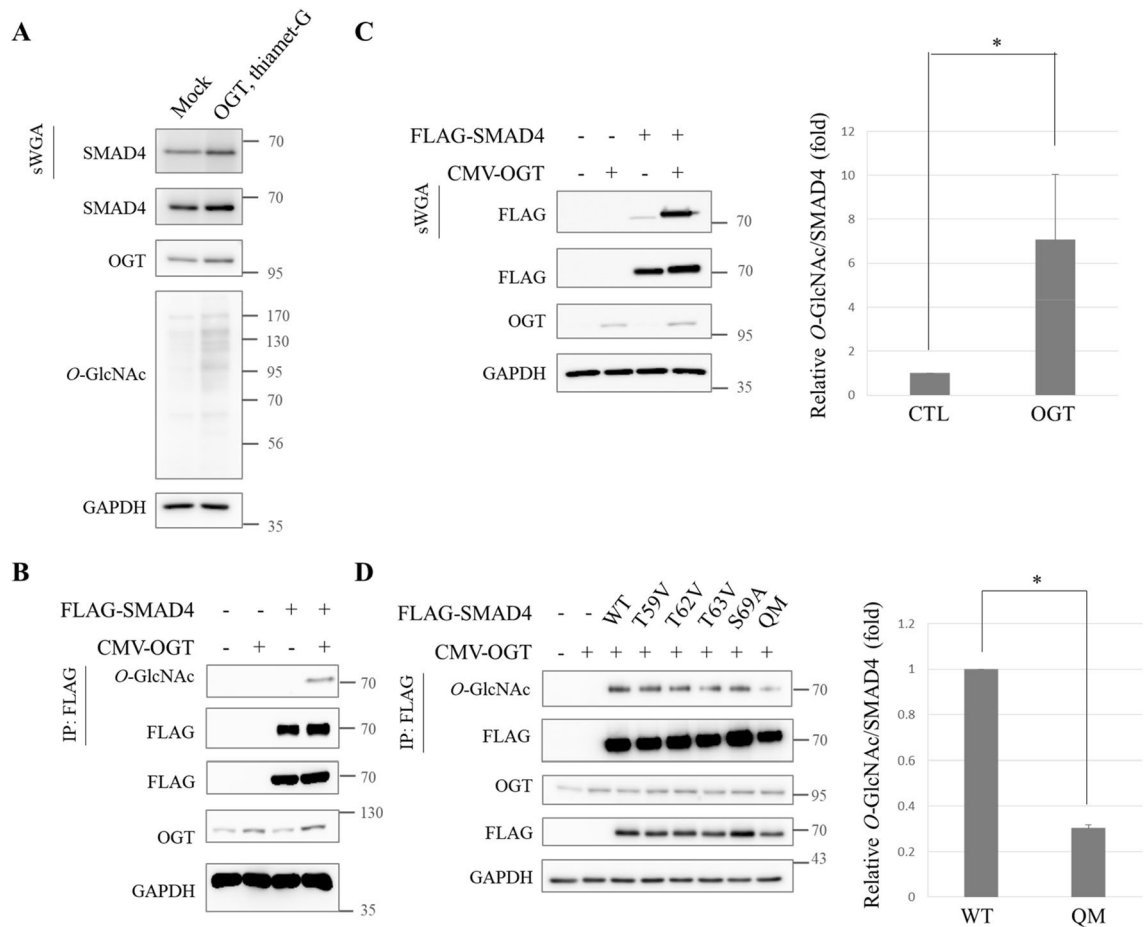 A
Mock
OGT, thiamet-G
sWGA
SMAD4
70
SMAD4
70
OGT
95
O-GlcNAc
170
130
95
70
56
GAPDH
35
B
FLAG-SMAD4 - - + +
CMV-OGT - + - +
IP: FLAG
O-GlcNAc
70
FLAG
70
FLAG
70
130
OGT
GAPDH
35
C
FLAG-SMAD4 - - + +
CMV-OGT - + - +
sWGA
FLAG
70
FLAG
70
OGT
95
GAPDH
35
*
Relative O-GlcNAc/SMAD4 (fold)
12
10
8
6
4
2
0
CTL OGT
D
FLAG-SMAD4 - - WT T59V T62V T63V S69A QM
CMV-OGT - + + + + + + +
IP: FLAG
O-GlcNAc
70
FLAG
70
OGT
95
FLAG
70
43
GAPDH
*
Relative O-GlcNAc/SMAD4 (fold)
1.2
1
0.8
0.6
0.4
0.2
0
WT QM